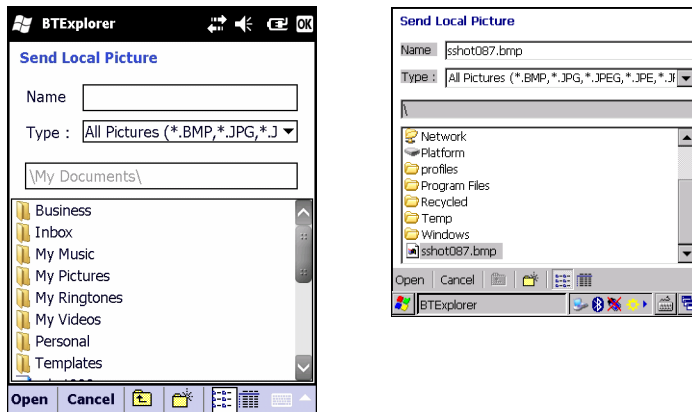 BTExplorer
OK
Send Local Picture
Name
Type : All Pictures (*.BMP,*.JPG,*.J
\My Documents\
Business
Inbox
My Music
My Pictures
My Ringtones
My Videos
Personal
Templates
Open Cancel
Send Local Picture
Name sshot087.bmp
Type : All Pictures (*.BMP,*.JPG,*.JPEG,*.JPE,*.JF
\
Network
Platform
profiles
Program Files
Recycled
Temp
Windows
sshot087.bmp
Open Cancel
BTExplorer